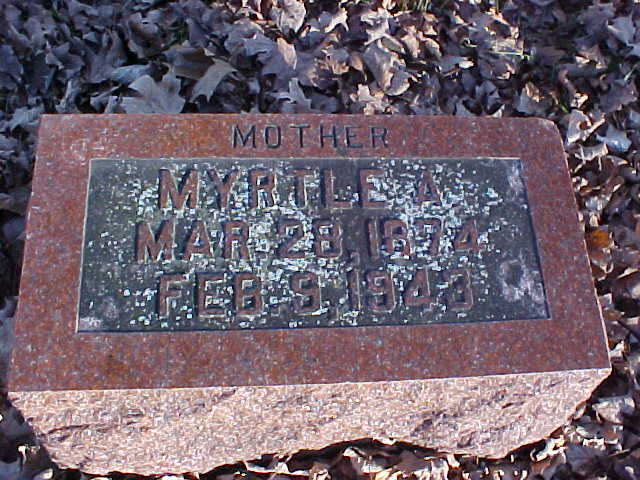 MOTHER
MYRTLE A.
MAR. 28, 1874
FEB. 9, 1943